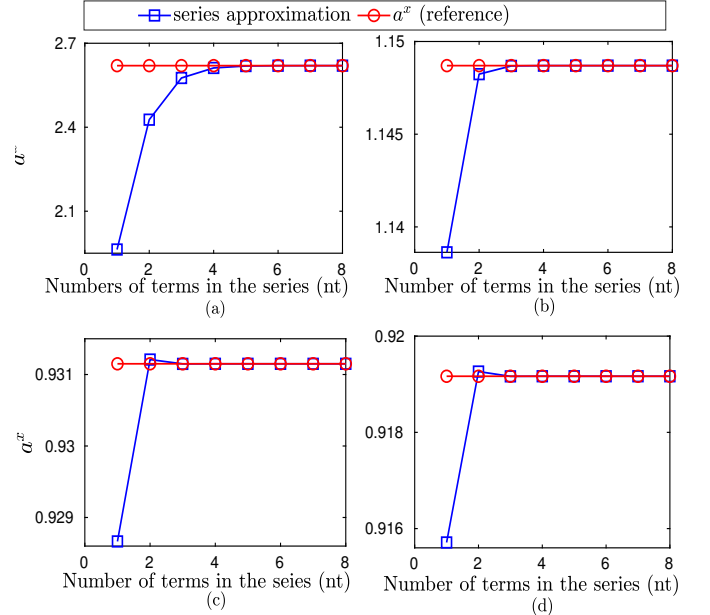 series approximation a^x (reference)
2.7
2.4
2.1
0 2 4 6 8
Numbers of terms in the series (nt)
(a)
1.15
1.145
1.14
0 2 4 6 8
Number of terms in the series (nt)
(b)
a^x
0.931
0.93
0.929
0 2 4 6 8
Number of terms in the seies (nt)
(c)
0.92
0.918
0.916
0 2 4 6 8
Number of terms in the series (nt)
(d)